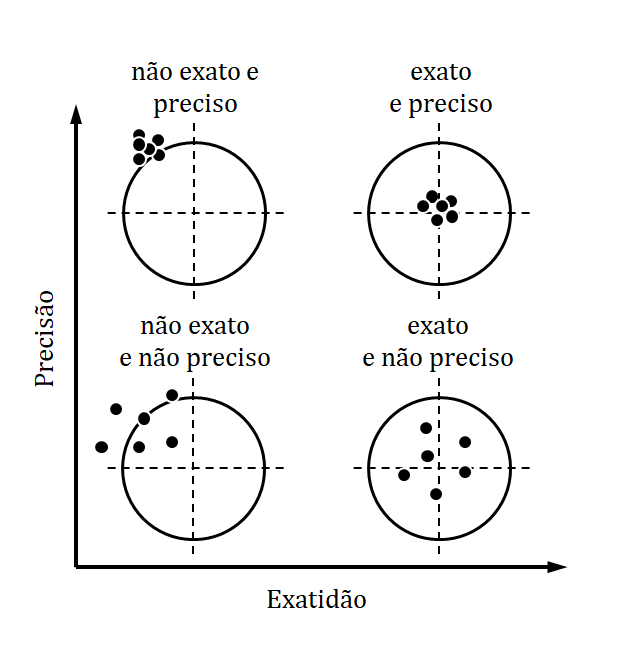 não exato e
preciso
exato
e preciso
não exato
e não preciso
exato
e não preciso
Precisão
Exatidão